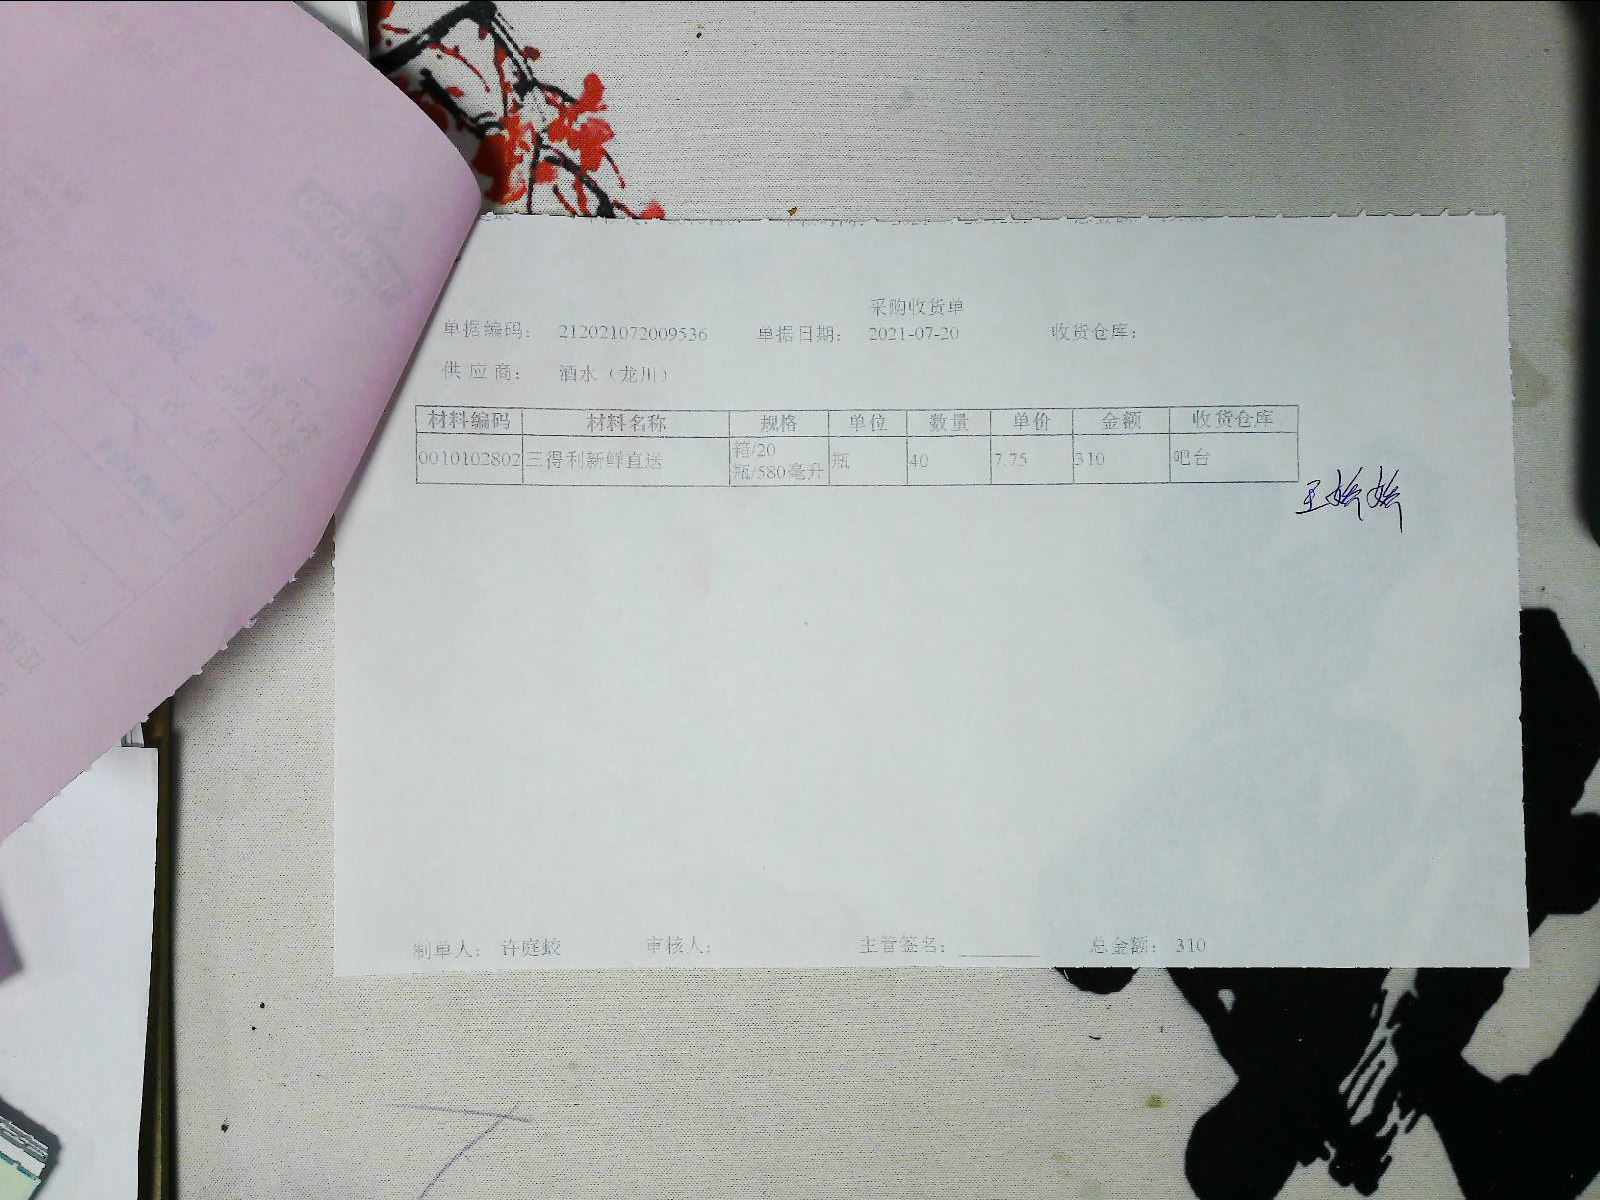 采购收货单
单据编码： 212021072009536 单据日期： 2021-07-20 收货仓库：
供应商： 酒水（龙川）
材料编码 材料名称 规格 单位 数量 单价 金额 收货仓库
0010102802 三得利新鲜直送 箱/20瓶/580毫升 瓶 40 7.75 310 吧台
制单人： 许庭蛟 审核人： 主管签名： 总金额： 310